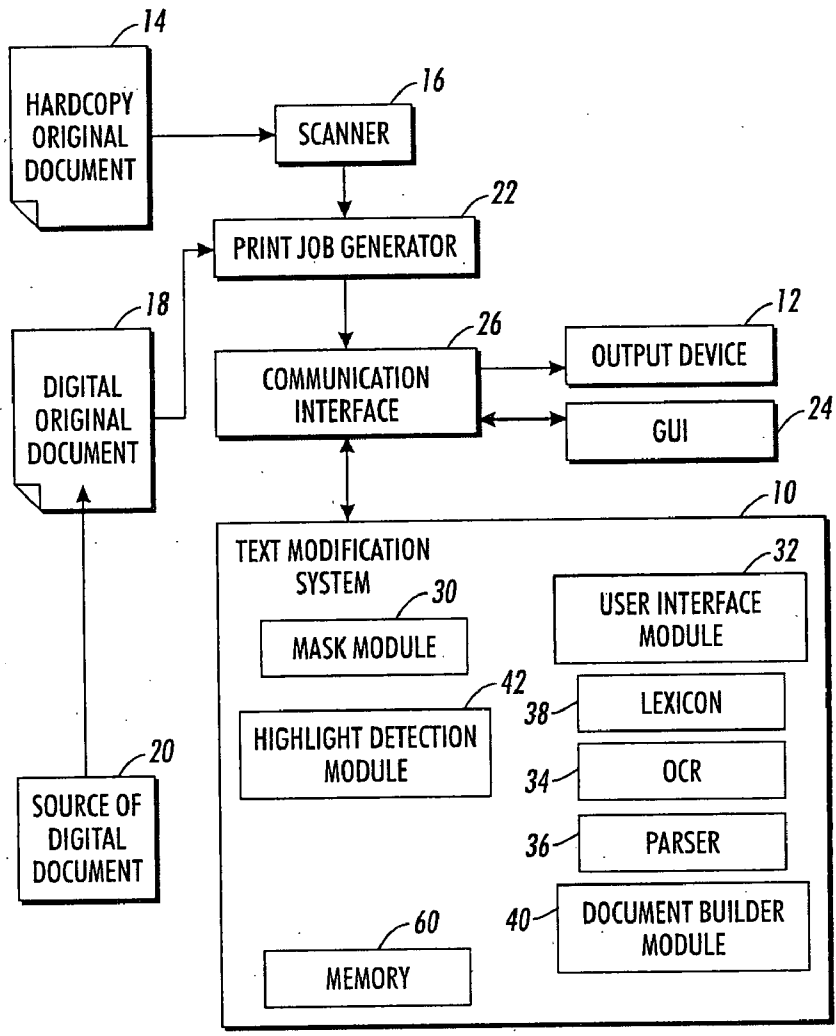 14
HARDCOPY
ORIGINAL
DOCUMENT
16
SCANNER
22
PRINT JOB GENERATOR
18
DIGITAL
ORIGINAL
DOCUMENT
26
COMMUNICATION
INTERFACE
12
OUTPUT DEVICE
GUI
24
10
TEXT MODIFICATION
SYSTEM
30
MASK MODULE
32
USER INTERFACE
MODULE
42
HIGHLIGHT DETECTION
MODULE
38
LEXICON
34
OCR
36
PARSER
40
DOCUMENT BUILDER
MODULE
20
SOURCE OF
DIGITAL
DOCUMENT
60
MEMORY